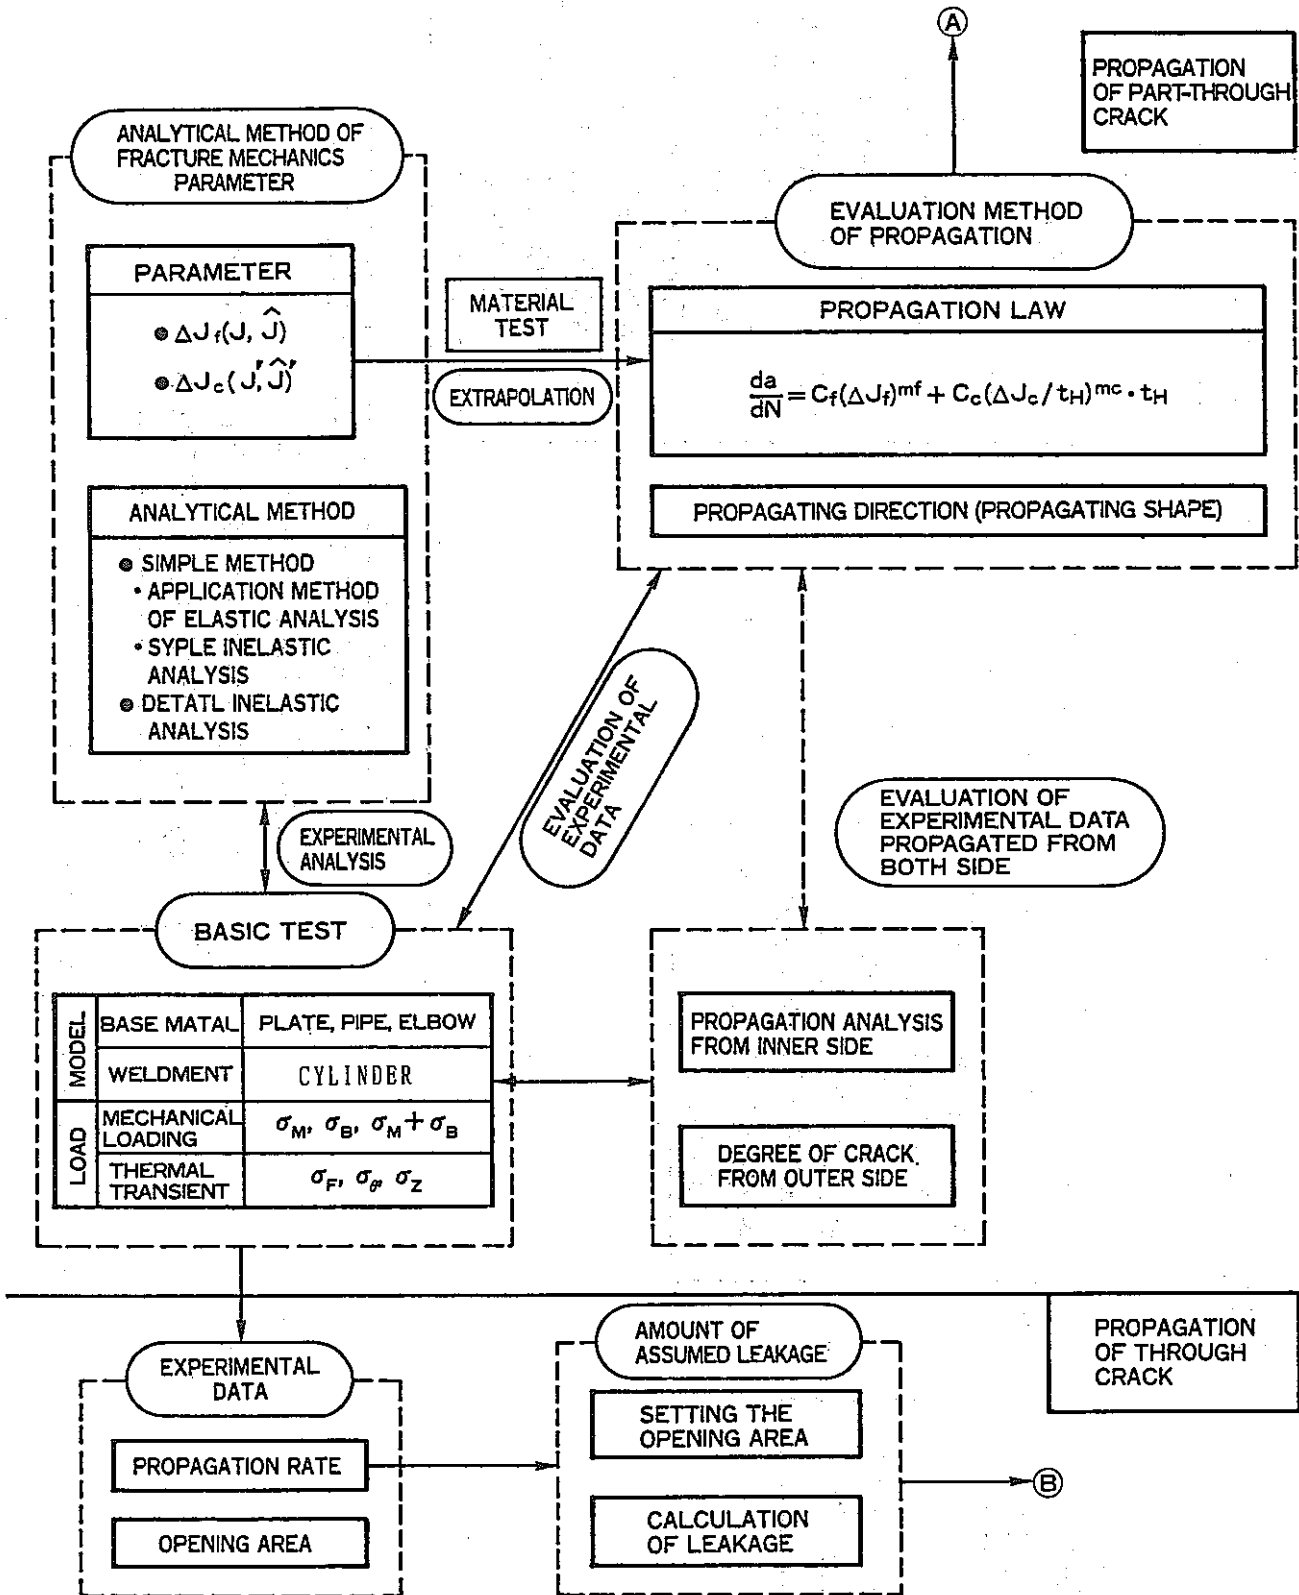 Ⓐ
PROPAGATION
OF PART-THROUGH
CRACK
ANALYTICAL METHOD OF
FRACTURE MECHANICS
PARAMETER
EVALUATION METHOD
OF PROPAGATION
PARAMETER
● ΔJf(J, Ĵ)
● ΔJc(J′, Ĵ′)
MATERIAL
TEST
EXTRAPOLATION
PROPAGATION LAW
da/dN = Cf(ΔJf)^mf + Cc(ΔJc/tH)^mc · tH
PROPAGATING DIRECTION (PROPAGATING SHAPE)
ANALYTICAL METHOD
● SIMPLE METHOD
· APPLICATION METHOD
OF ELASTIC ANALYSIS
· SYPLE INELASTIC
ANALYSIS
● DETATL INELASTIC
ANALYSIS
EVALUATION OF
EXPERIMENTAL
DATA
EVALUATION OF
EXPERIMENTAL DATA
PROPAGATED FROM
BOTH SIDE
EXPERIMENTAL
ANALYSIS
BASIC TEST
MODEL
BASE MATAL
PLATE, PIPE, ELBOW
WELDMENT
CYLINDER
LOAD
MECHANICAL
LOADING
σM, σB, σM + σB
THERMAL
TRANSIENT
σF, σθ, σZ
PROPAGATION ANALYSIS
FROM INNER SIDE
DEGREE OF CRACK
FROM OUTER SIDE
PROPAGATION
OF THROUGH
CRACK
EXPERIMENTAL
DATA
PROPAGATION RATE
OPENING AREA
AMOUNT OF
ASSUMED LEAKAGE
SETTING THE
OPENING AREA
CALCULATION
OF LEAKAGE
Ⓑ